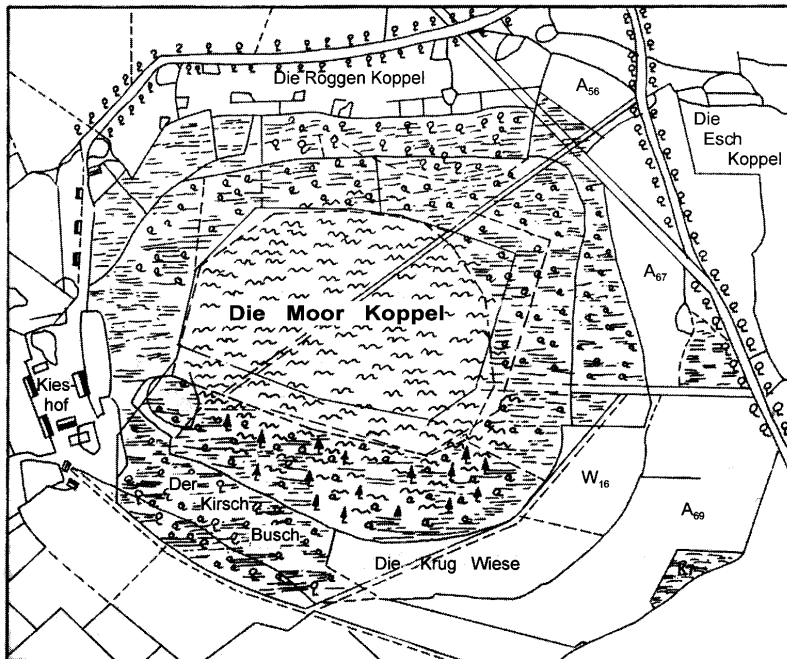 Die Roggen Koppel
A56
Die
Esch
Koppel
A67
Die Moor Koppel
Kies-
hof
Der
Kirsch
Busch
W16
A69
Die Krug Wiese